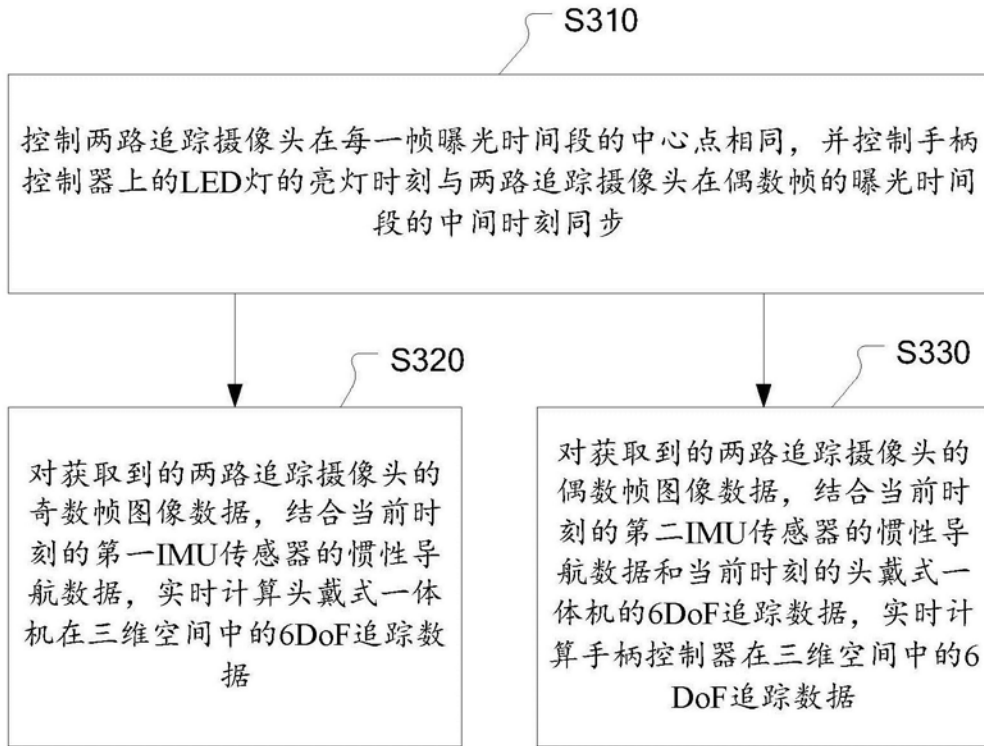 S310
控制两路追踪摄像头在每一帧曝光时间段的中心点相同，并控制手柄
控制器上的LED灯的亮灯时刻与两路追踪摄像头在偶数帧的曝光时间
段的中间时刻同步
S320
对获取到的两路追踪摄像头的
奇数帧图像数据，结合当前时
刻的第一IMU传感器的惯性导
航数据，实时计算头戴式一体
机在三维空间中的6DoF追踪数
据
S330
对获取到的两路追踪摄像头的
偶数帧图像数据，结合当前时
刻的第二IMU传感器的惯性导
航数据和当前时刻的头戴式一
体机的6DoF追踪数据，实时计
算手柄控制器在三维空间中的6
DoF追踪数据